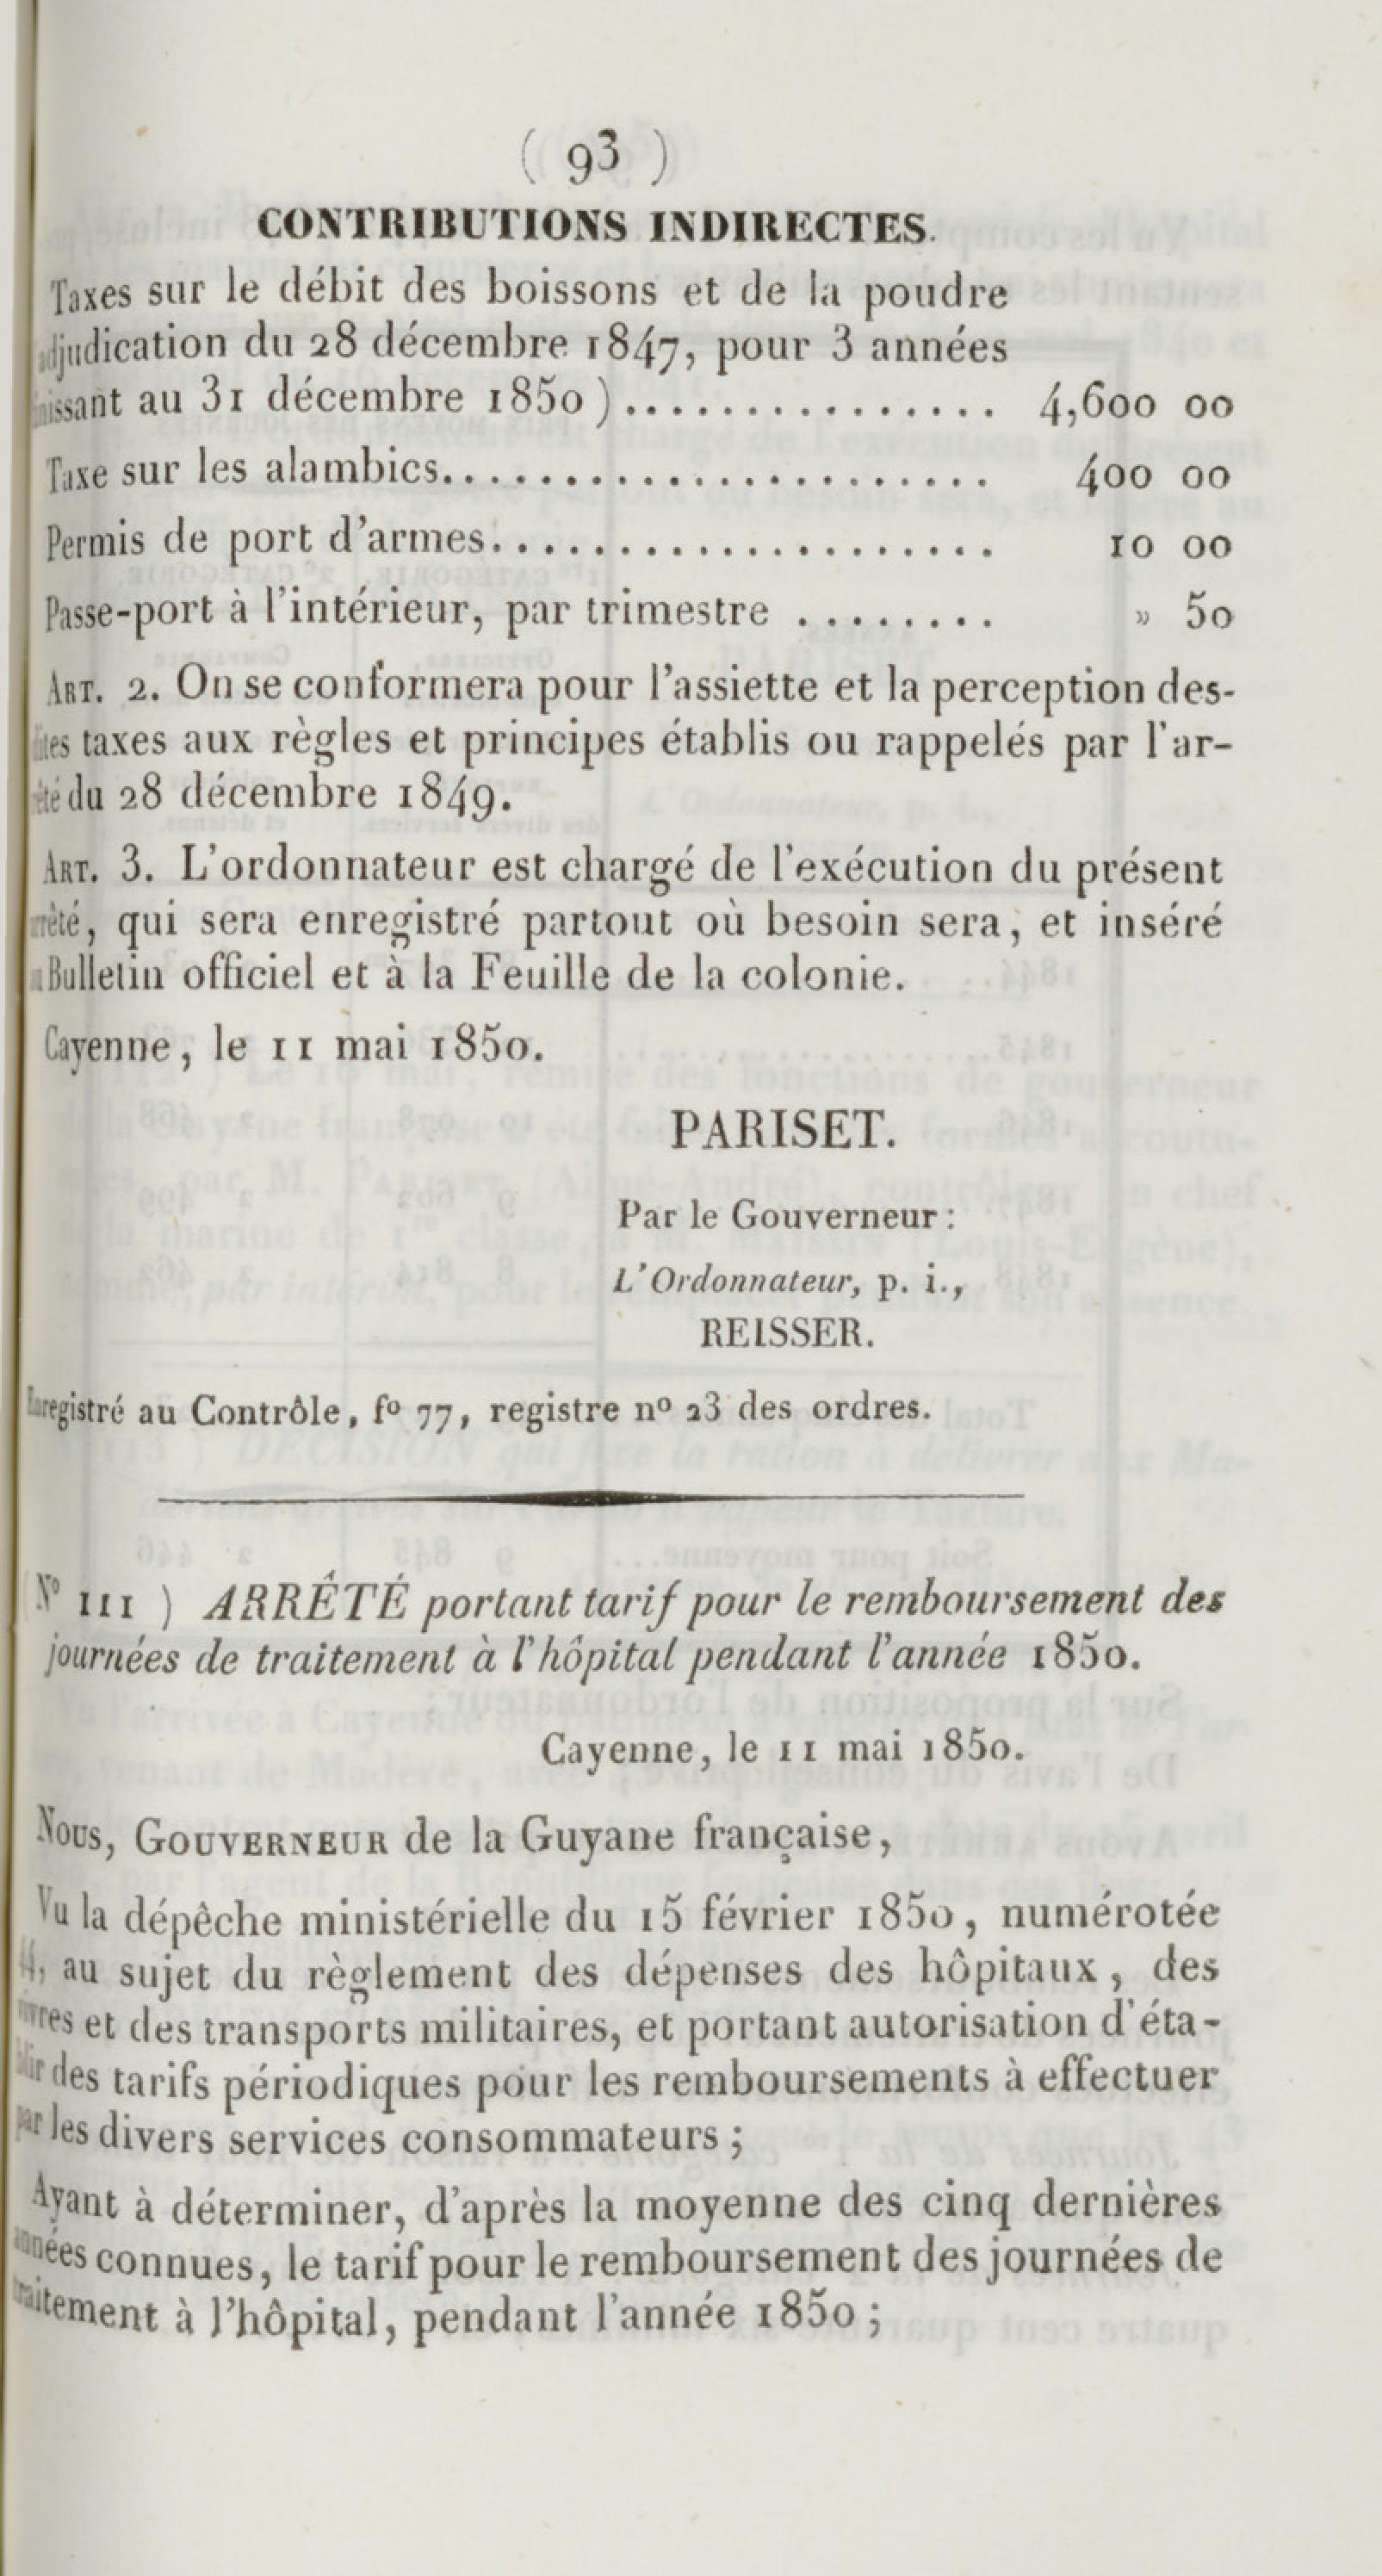 ( 93 )
CONTRIBUTIONS INDIRECTES.
Taxes sur le débit des boissons et de la poudre
adjudication du 28 décembre 1847, pour 3 années
finissant au 31 décembre 1850 )............... 4,600 00
Taxe sur les alambics...................... 400 00
Permis de port d'armes.................... 10 00
Passe-port à l'intérieur, par trimestre ........ » 50
ART. 2. On se conformera pour l'assiette et la perception des-
dites taxes aux règles et principes établis ou rappelés par l'ar-
rêté du 28 décembre 1849.
ART. 3. L'ordonnateur est chargé de l'exécution du présent
arrêté, qui sera enregistré partout où besoin sera, et inséré
au Bulletin officiel et à la Feuille de la colonie.
Cayenne, le 11 mai 1850.
PARISET.
Par le Gouverneur :
L'Ordonnateur, p. i.,
REISSER.
Enregistré au Contrôle, fº 77, registre nº 23 des ordres.
( Nº 111 ) ARRÊTÉ portant tarif pour le remboursement des
journées de traitement à l'hôpital pendant l'année 1850.
Cayenne, le 11 mai 1850.
NOUS, GOUVERNEUR de la Guyane française,
Vu la dépêche ministérielle du 15 février 1850, numérotée
au sujet du règlement des dépenses des hôpitaux, des
vivres et des transports militaires, et portant autorisation d'éta-
blir des tarifs périodiques pour les remboursements à effectuer
par les divers services consommateurs ;
Ayant à déterminer, d'après la moyenne des cinq dernières
années connues, le tarif pour le remboursement des journées de
traitement à l'hôpital, pendant l'année 1850 ;